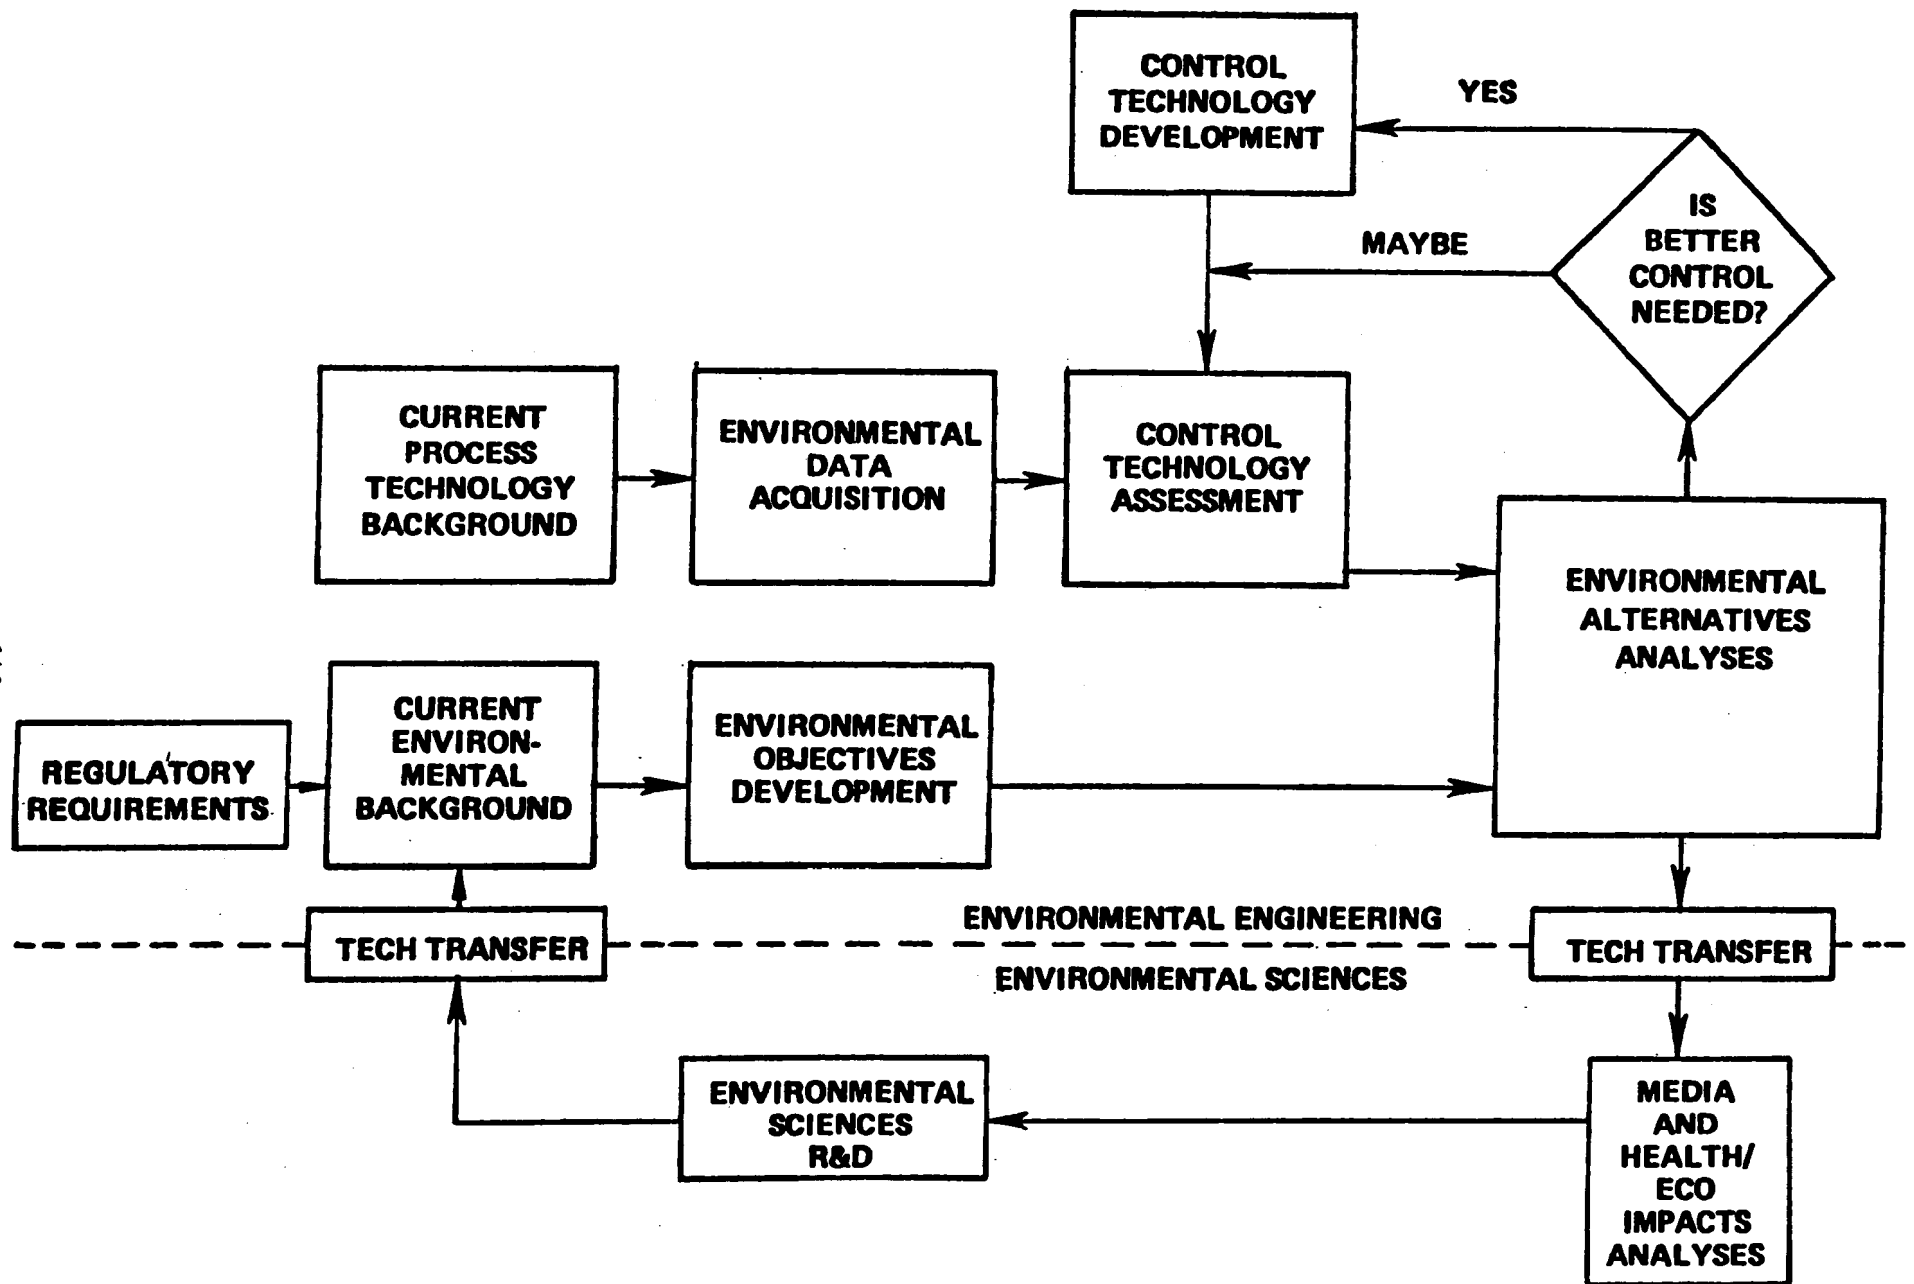 CONTROL
TECHNOLOGY
DEVELOPMENT
YES
IS
BETTER
CONTROL
NEEDED?
MAYBE
CURRENT
PROCESS
TECHNOLOGY
BACKGROUND
ENVIRONMENTAL
DATA
ACQUISITION
CONTROL
TECHNOLOGY
ASSESSMENT
ENVIRONMENTAL
ALTERNATIVES
ANALYSES
REGULATORY
REQUIREMENTS
CURRENT
ENVIRON-
MENTAL
BACKGROUND
ENVIRONMENTAL
OBJECTIVES
DEVELOPMENT
ENVIRONMENTAL ENGINEERING
TECH TRANSFER
TECH TRANSFER
ENVIRONMENTAL SCIENCES
ENVIRONMENTAL
SCIENCES
R&D
MEDIA
AND
HEALTH/
ECO
IMPACTS
ANALYSES